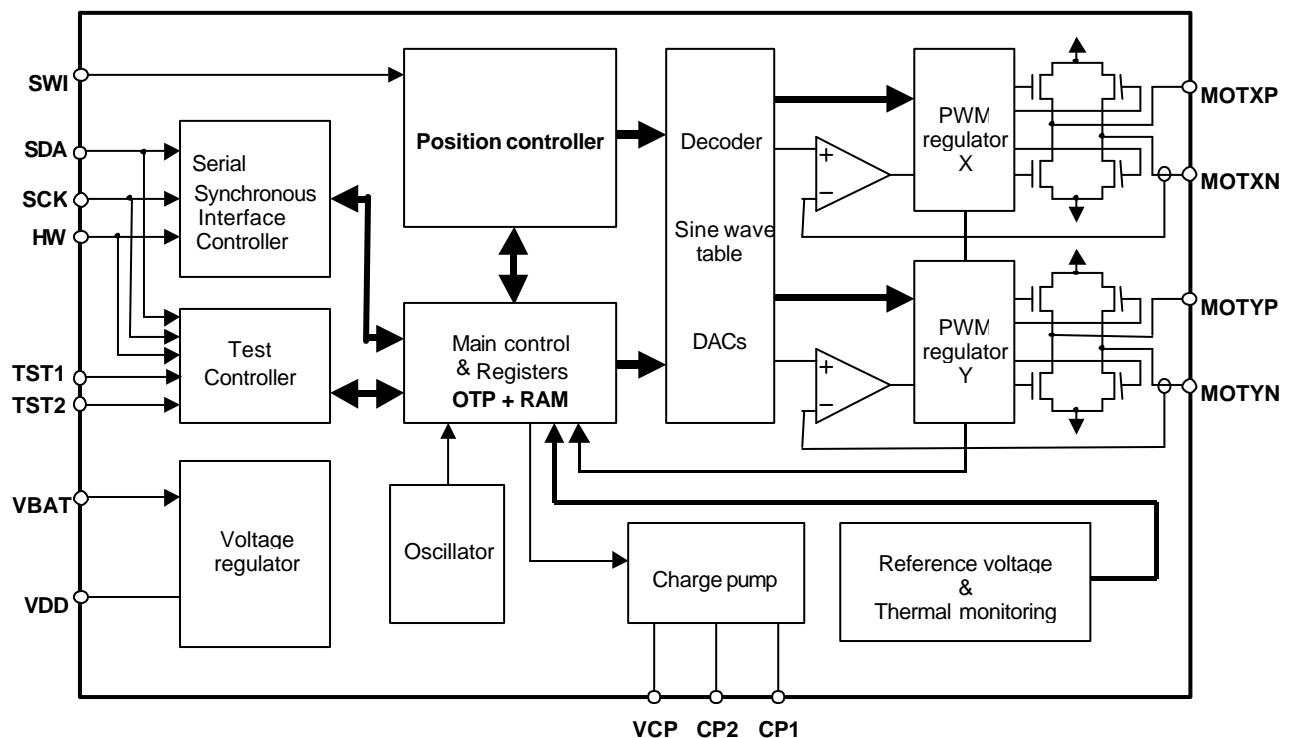 SWI
SDA
SCK
HW
TST1
TST2
VBAT
VDD
Serial
Synchronous
Interface
Controller
Test
Controller
Voltage
regulator
Position controller
Main control
& Registers
OTP + RAM
Oscillator
Charge pump
Decoder
Sine wave
table
DACs
+
−
+
−
PWM
regulator
X
PWM
regulator
Y
Reference voltage
&
Thermal monitoring
MOTXP
MOTXN
MOTYP
MOTYN
VCP CP2 CP1